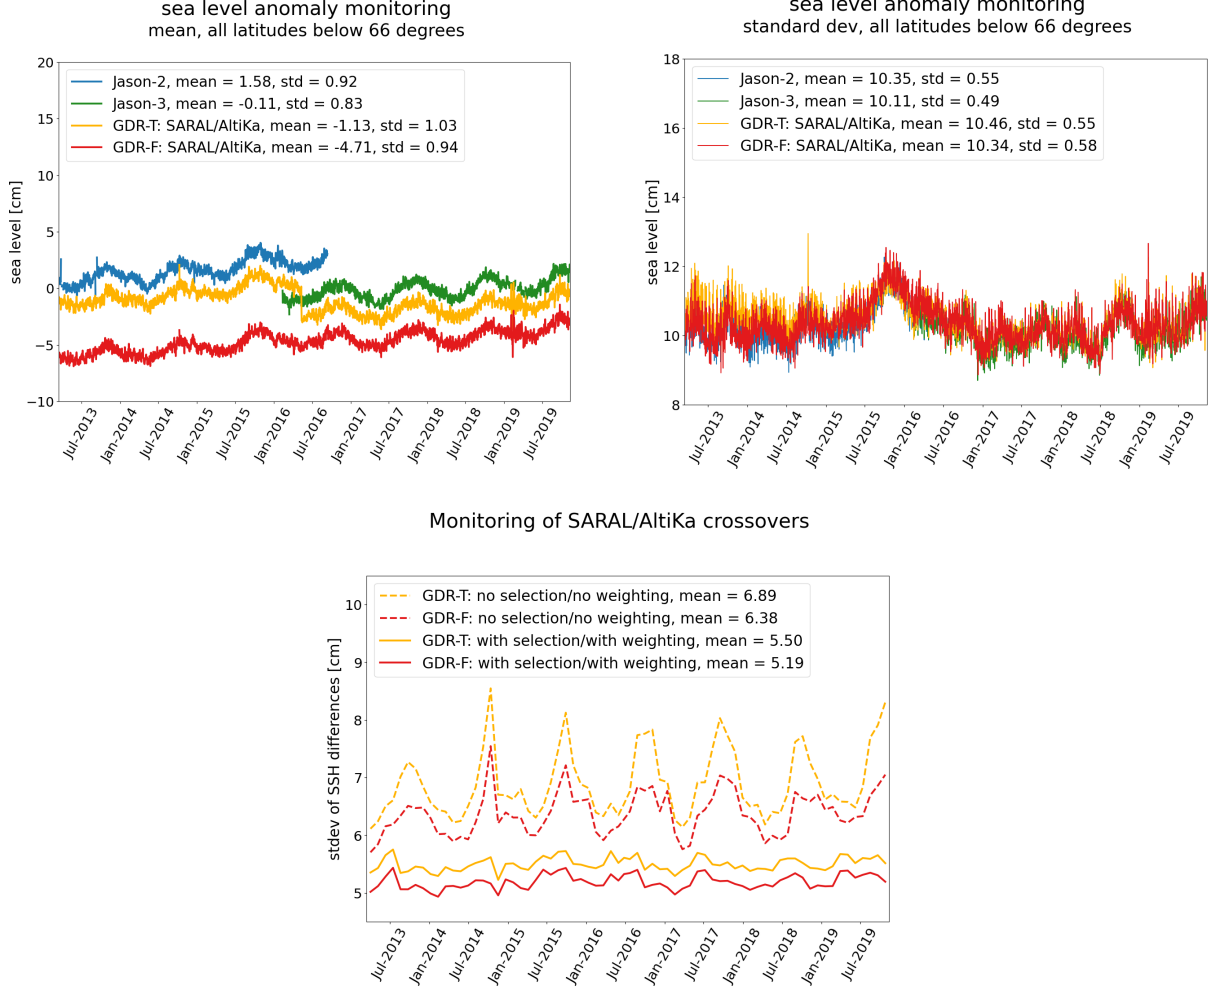 sea level anomaly monitoring
mean, all latitudes below 66 degrees
20
15
10
5
0
−5
−10
sea level [cm]
Jason-2, mean = 1.58, std = 0.92
Jason-3, mean = -0.11, std = 0.83
GDR-T: SARAL/AltiKa, mean = -1.13, std = 1.03
GDR-F: SARAL/AltiKa, mean = -4.71, std = 0.94
Jul-2013
Jan-2014
Jul-2014
Jan-2015
Jul-2015
Jan-2016
Jul-2016
Jan-2017
Jul-2017
Jan-2018
Jul-2018
Jan-2019
Jul-2019
sea level anomaly monitoring
standard dev, all latitudes below 66 degrees
18
16
14
12
10
8
sea level [cm]
Jason-2, mean = 10.35, std = 0.55
Jason-3, mean = 10.11, std = 0.49
GDR-T: SARAL/AltiKa, mean = 10.46, std = 0.55
GDR-F: SARAL/AltiKa, mean = 10.34, std = 0.58
Jul-2013
Jan-2014
Jul-2014
Jan-2015
Jul-2015
Jan-2016
Jul-2016
Jan-2017
Jul-2017
Jan-2018
Jul-2018
Jan-2019
Jul-2019
Monitoring of SARAL/AltiKa crossovers
10
9
8
7
6
5
stdev of SSH differences [cm]
GDR-T: no selection/no weighting, mean = 6.89
GDR-F: no selection/no weighting, mean = 6.38
GDR-T: with selection/with weighting, mean = 5.50
GDR-F: with selection/with weighting, mean = 5.19
Jul-2013
Jan-2014
Jul-2014
Jan-2015
Jul-2015
Jan-2016
Jul-2016
Jan-2017
Jul-2017
Jan-2018
Jul-2018
Jan-2019
Jul-2019